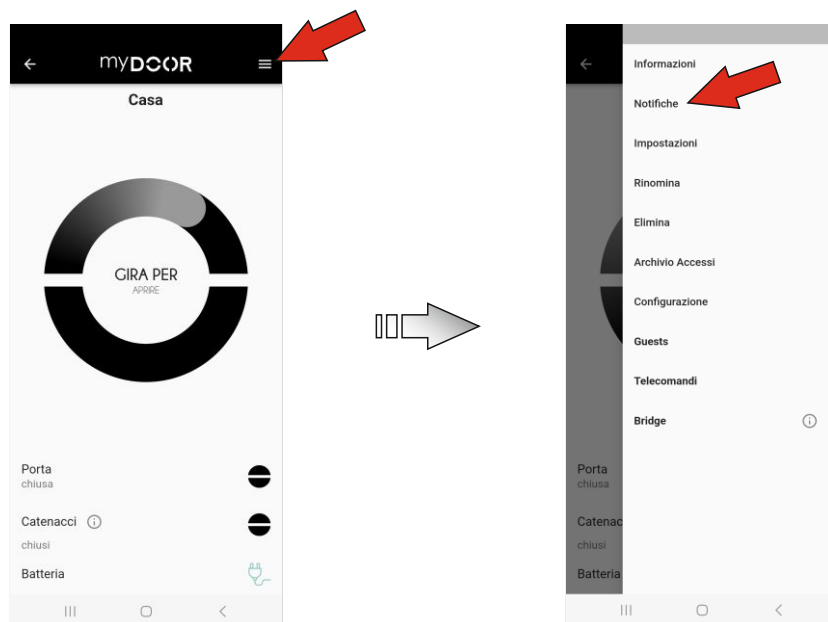 myDOOR
Casa
GIRA PER
APRIRE
Porta
chiusa
Catenacci
chiusi
Batteria
Informazioni
Notifiche
Impostazioni
Rinomina
Elimina
Archivio Accessi
Configurazione
Guests
Telecomandi
Bridge
Porta
chiusa
Catenac
chiusi
Batteria